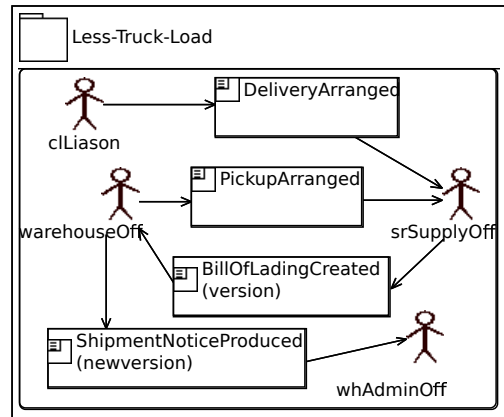 Less-Truck-Load
DeliveryArranged
clLiason
PickupArranged
warehouseOff
srSupplyOff
BillOfLadingCreated
(version)
ShipmentNoticeProduced
(newversion)
whAdminOff